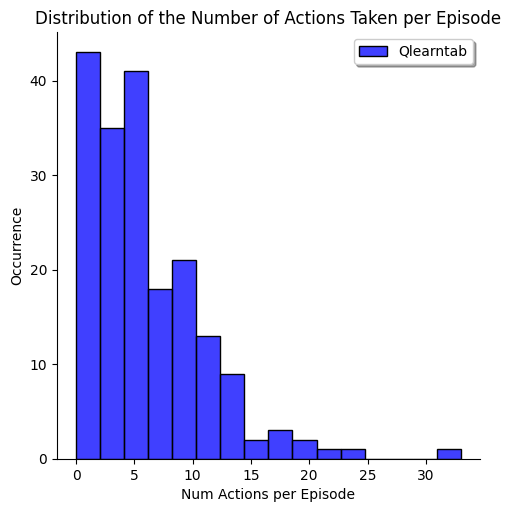 Distribution of the Number of Actions Taken per Episode
Qlearntab
40
30
20
10
0
Occurrence
0 5 10 15 20 25 30
Num Actions per Episode